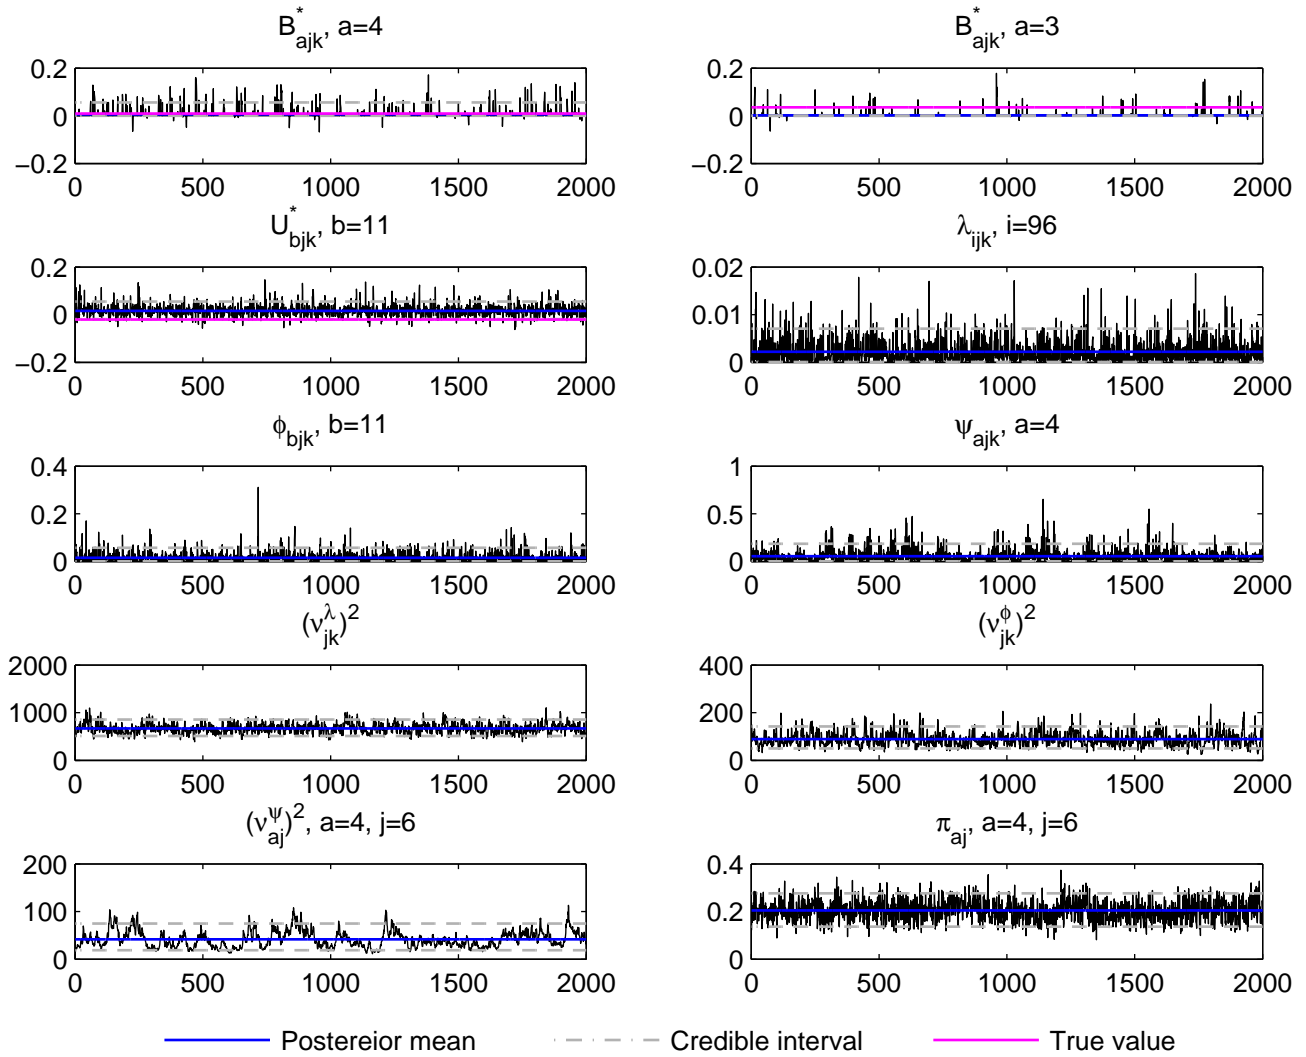 B*ajk, a=4
B*ajk, a=3
0.2
0
−0.2
0 500 1000 1500 2000
0.2
0
−0.2
0 500 1000 1500 2000
U*bjk, b=11
λijk, i=96
0.2
0
−0.2
0 500 1000 1500 2000
0.02
0.01
0
0 500 1000 1500 2000
ϕbjk, b=11
ψajk, a=4
0.4
0.2
0
0 500 1000 1500 2000
1
0.5
0
0 500 1000 1500 2000
(νλjk)2
(νϕjk)2
2000
1000
0
0 500 1000 1500 2000
400
200
0
0 500 1000 1500 2000
(νψaj)2, a=4, j=6
πaj, a=4, j=6
200
100
0
0 500 1000 1500 2000
0.4
0.2
0
0 500 1000 1500 2000
Postereior mean Credible interval True value